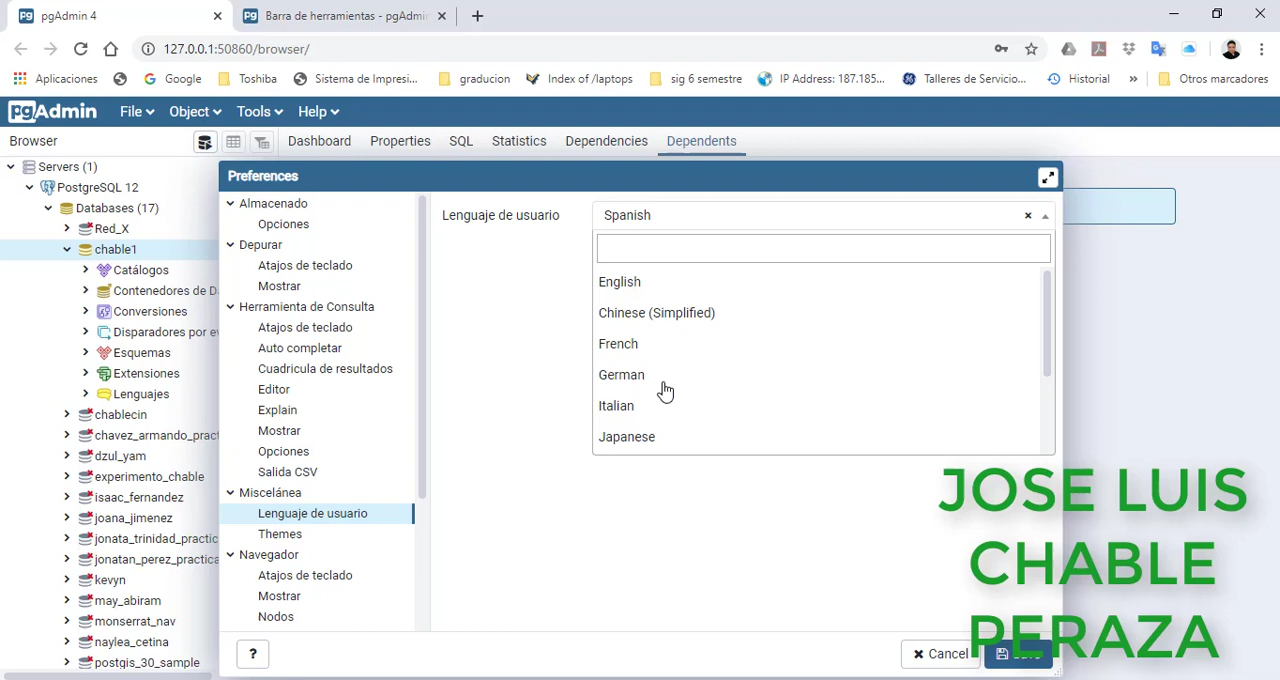 pgAdmin 4
Barra de herramientas - pgAdmin
127.0.0.1:50860/browser/
Aplicaciones
Google
Toshiba
Sistema de Impresi...
graducion
Index of /laptops
sig 6 semestre
IP Address: 187.185...
Talleres de Servicio...
Historial
Otros marcadores
pgAdmin
File
Object
Tools
Help
Browser
Dashboard
Properties
SQL
Statistics
Dependencies
Dependents
Servers (1)
PostgreSQL 12
Databases (17)
Red_X
chable1
Catálogos
Contenedores de D
Conversiones
Disparadores por ev
Esquemas
Extensiones
Lenguajes
chablecin
chavez_armando_pract
dzul_yam
experimento_chable
isaac_fernandez
joana_jimenez
jonata_trinidad_practic
jonatan_perez_practica
kevyn
may_abiram
monserrat_nav
naylea_cetina
postgis_30_sample
Preferences
Almacenado
Opciones
Depurar
Atajos de teclado
Mostrar
Herramienta de Consulta
Atajos de teclado
Auto completar
Cuadricula de resultados
Editor
Explain
Mostrar
Opciones
Salida CSV
Miscelánea
Lenguaje de usuario
Themes
Navegador
Atajos de teclado
Mostrar
Nodos
Lenguaje de usuario
Spanish
English
Chinese (Simplified)
French
German
Italian
Japanese
?
Cancel
JOSE LUIS
CHABLE
PERAZA